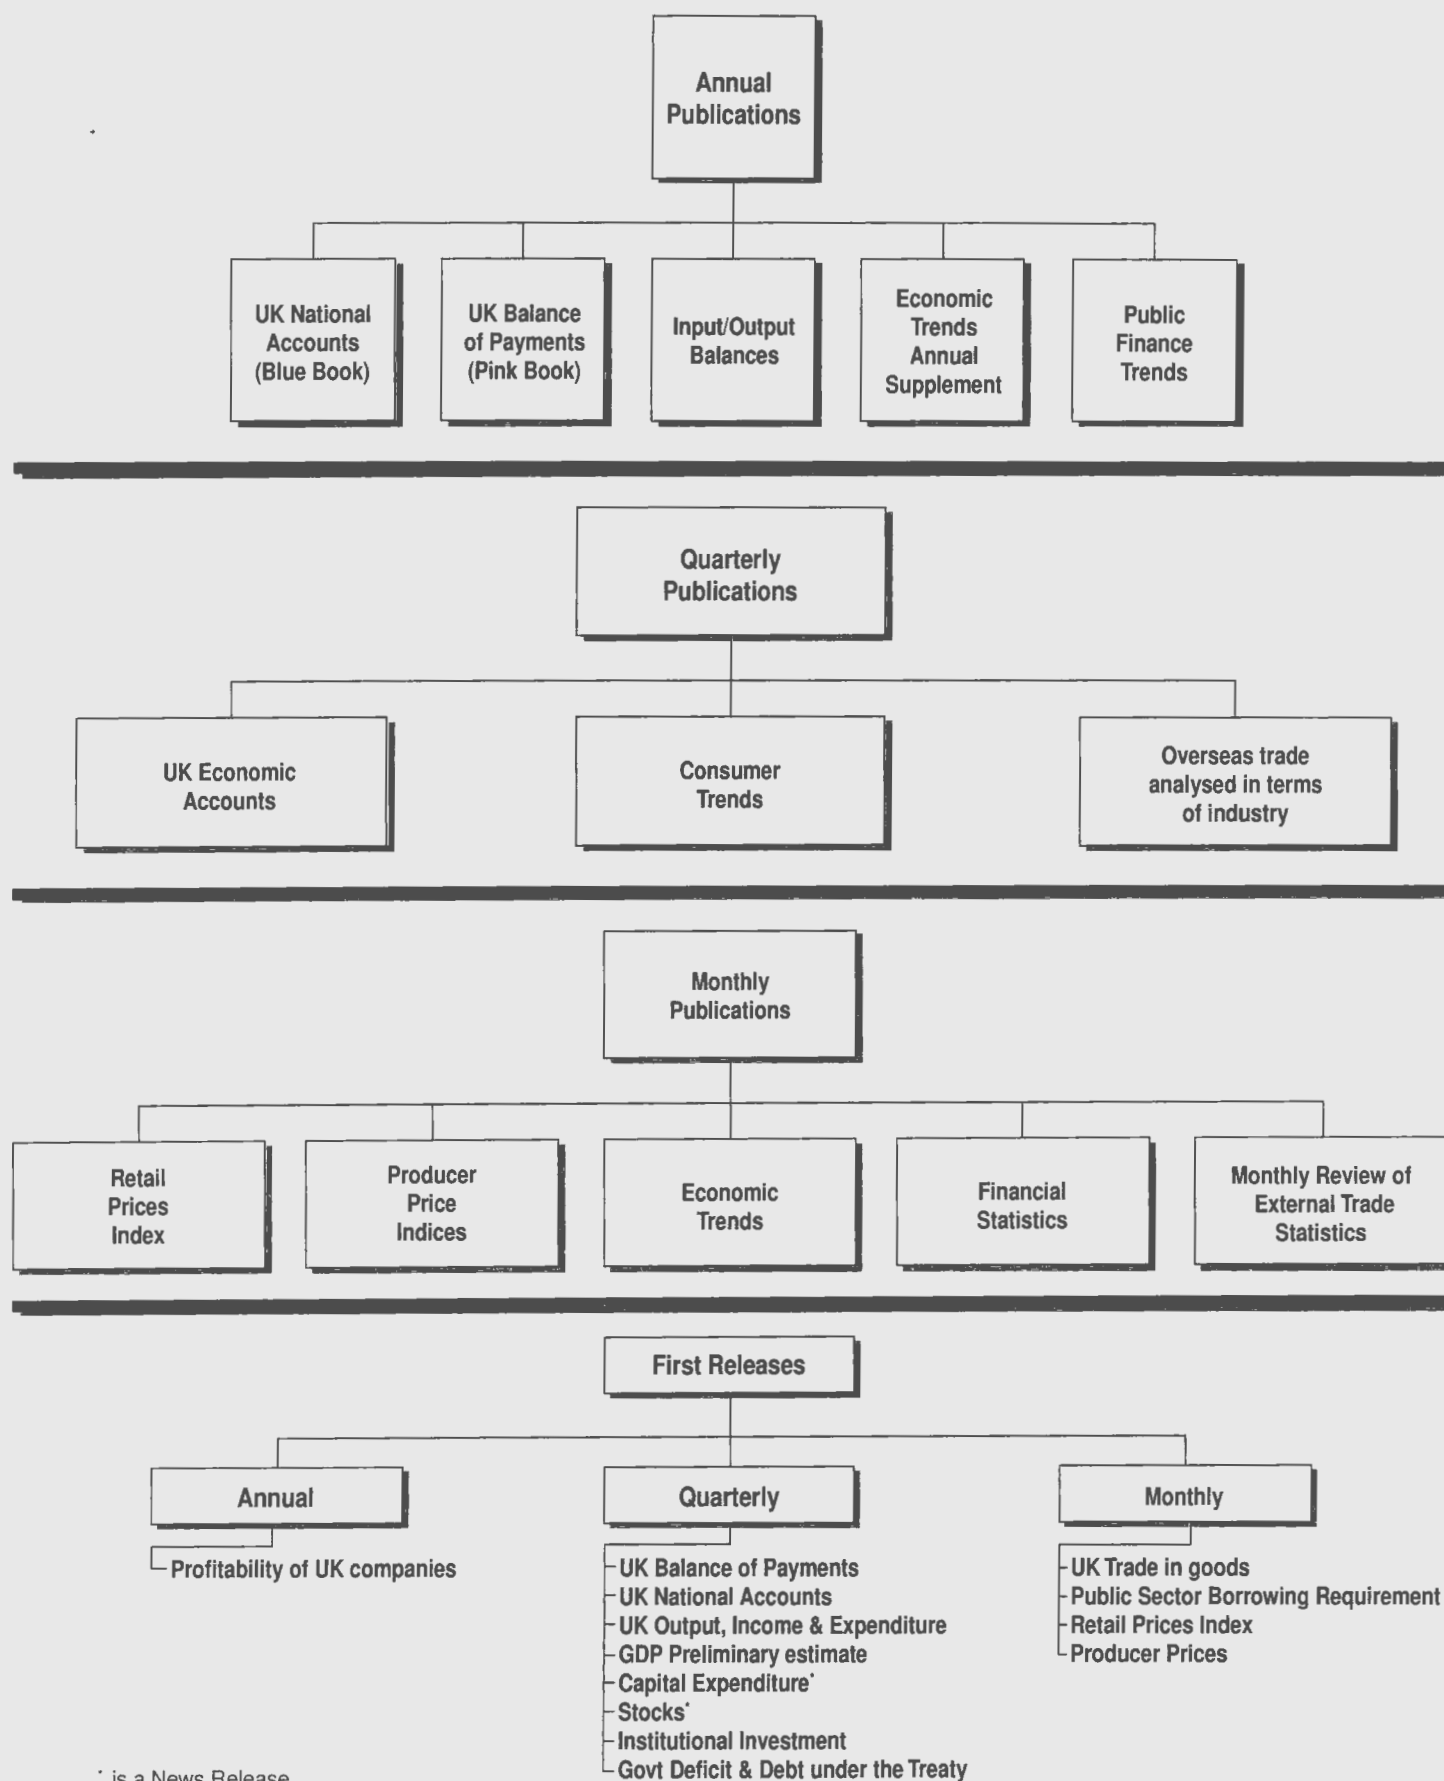 Annual
Publications
UK National
Accounts
(Blue Book)
UK Balance
of Payments
(Pink Book)
Input/Output
Balances
Economic
Trends
Annual
Supplement
Public
Finance
Trends
Quarterly
Publications
UK Economic
Accounts
Consumer
Trends
Overseas trade
analysed in terms
of industry
Monthly
Publications
Retail
Prices
Index
Producer
Price
Indices
Economic
Trends
Financial
Statistics
Monthly Review of
External Trade
Statistics
First Releases
Annual
Profitability of UK companies
Quarterly
UK Balance of Payments
UK National Accounts
UK Output, Income & Expenditure
GDP Preliminary estimate
Capital Expenditure*
Stocks*
Institutional Investment
Govt Deficit & Debt under the Treaty
Monthly
UK Trade in goods
Public Sector Borrowing Requirement
Retail Prices Index
Producer Prices
* is a News Release